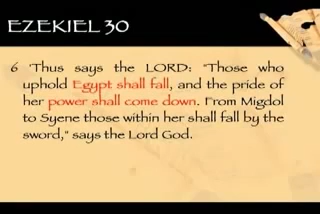 EZEKIEL 30
6 'Thus says the LORD: "Those who
uphold Egypt shall fall, and the pride of
her power shall come down. From Migdol
to Syene those within her shall fall by the
sword," says the Lord God.